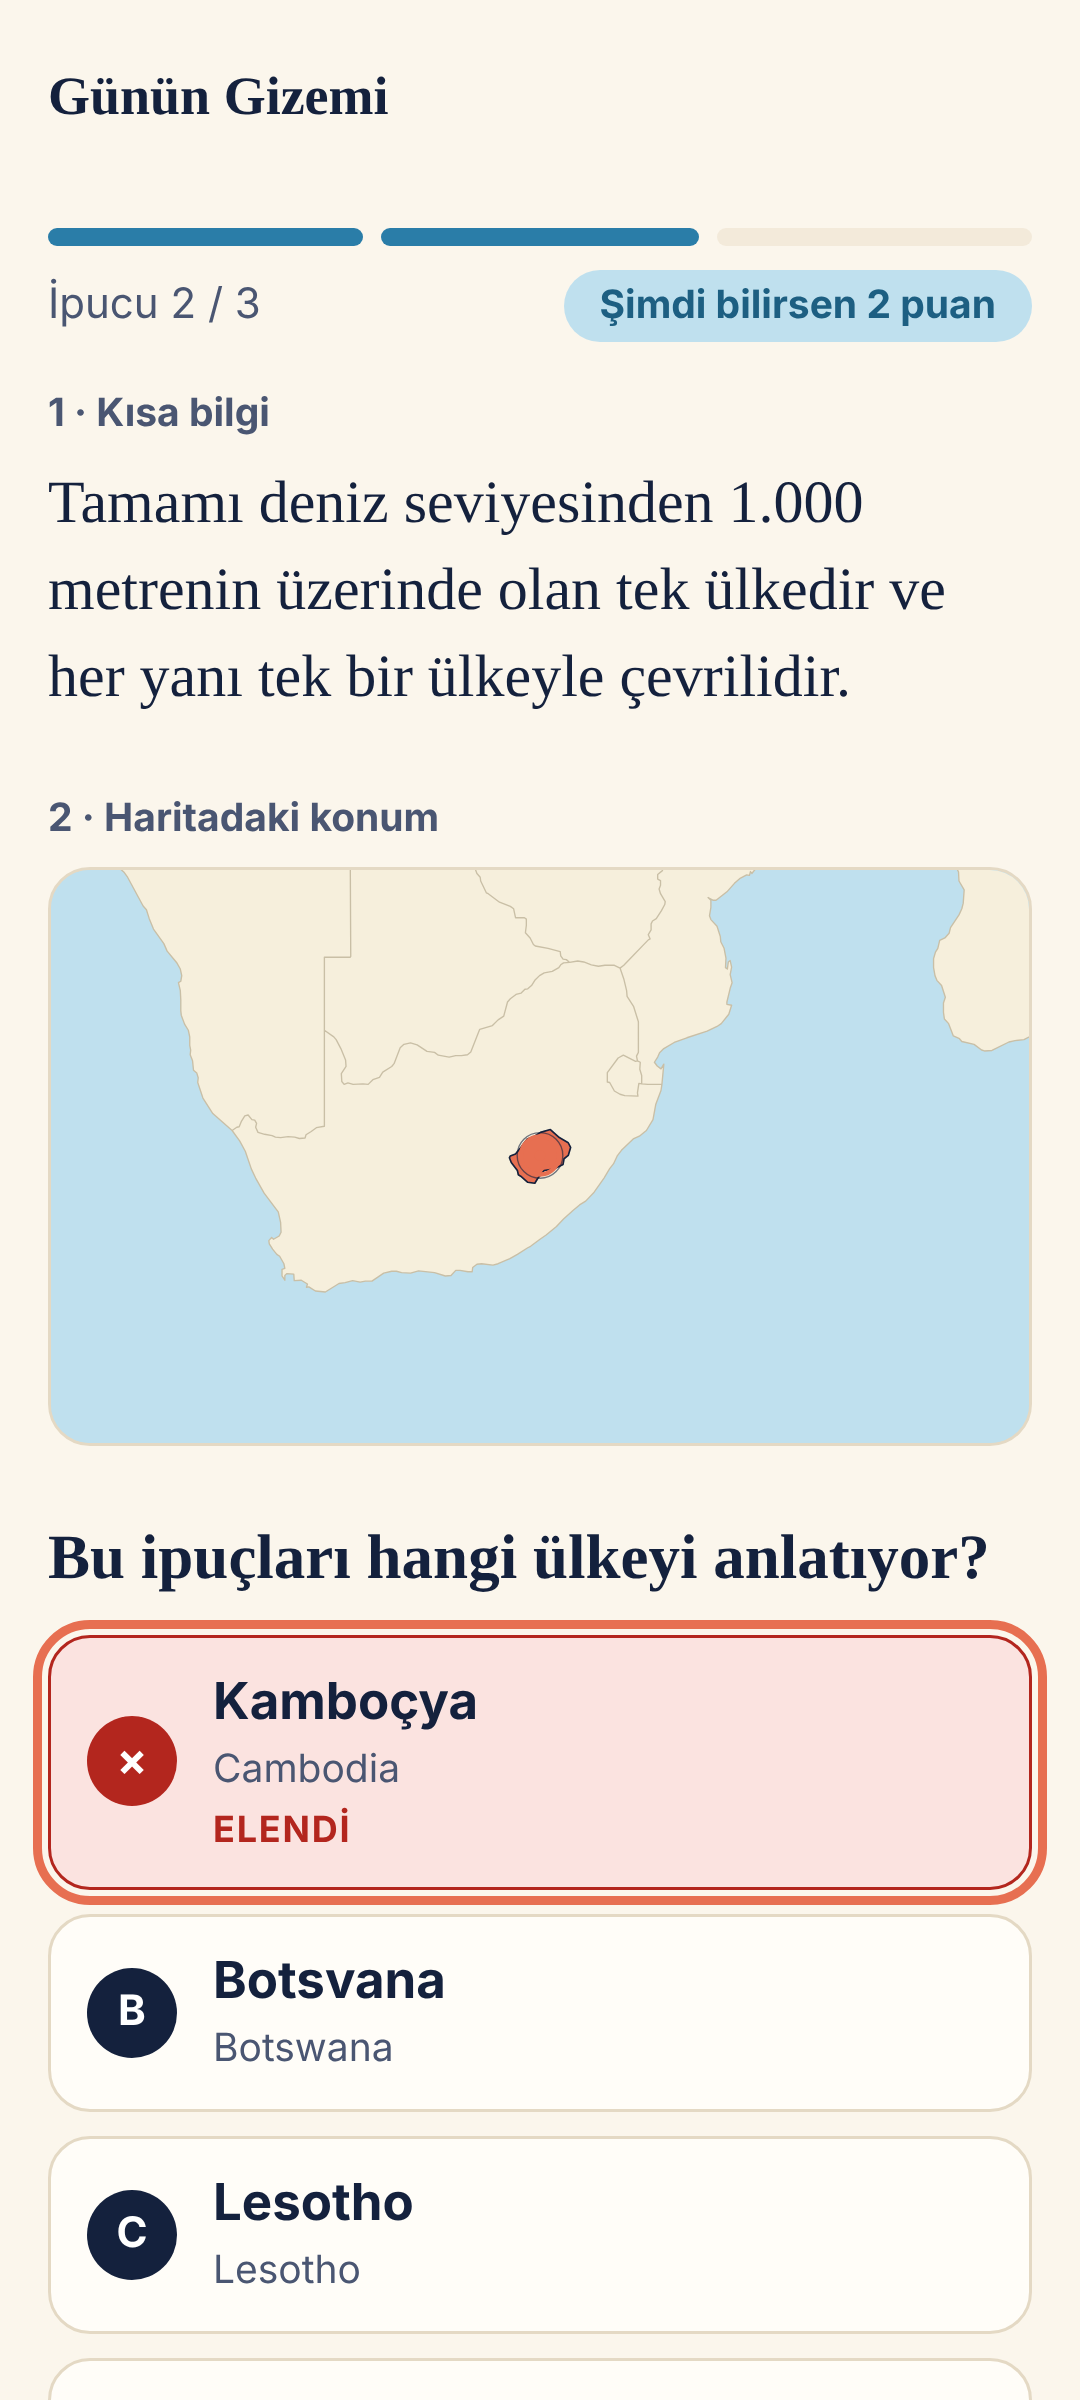 Günün Gizemi
İpucu 2 / 3
Şimdi bilirsen 2 puan
1 · Kısa bilgi
Tamamı deniz seviyesinden 1.000
metrenin üzerinde olan tek ülkedir ve
her yanı tek bir ülkeyle çevrilidir.
2 · Haritadaki konum
Bu ipuçları hangi ülkeyi anlatıyor?
×
Kamboçya
Cambodia
ELENDİ
B
Botsvana
Botswana
C
Lesotho
Lesotho